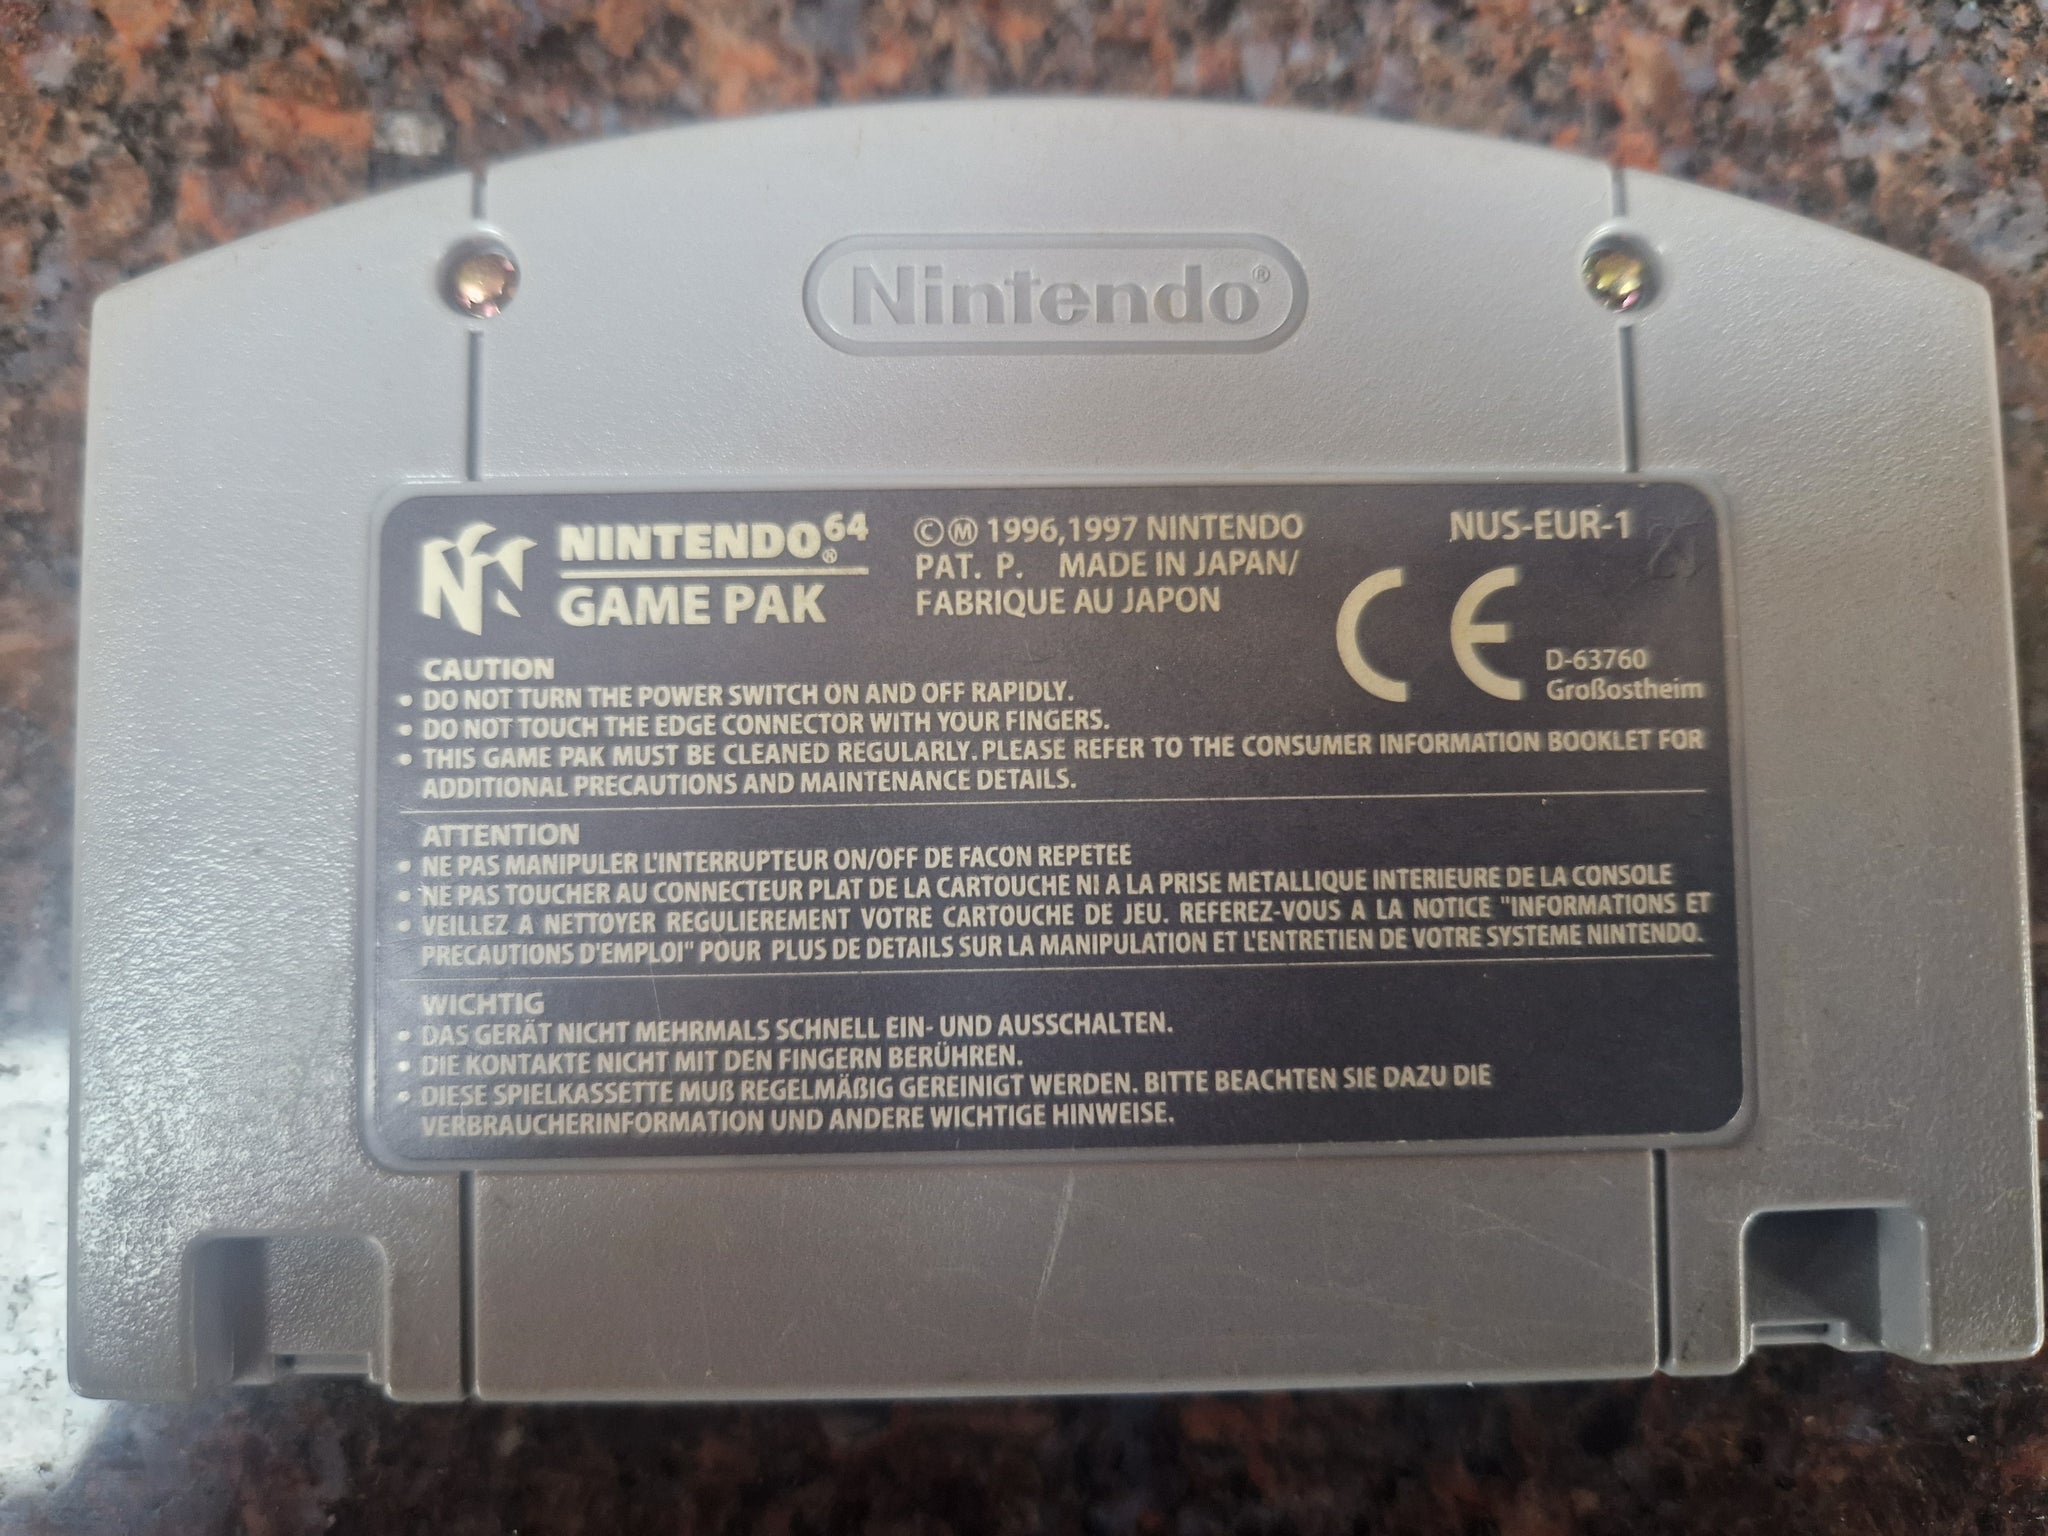 Nintendo®
NINTENDO64®
GAME PAK
©Ⓜ 1996,1997 NINTENDO
PAT. P. MADE IN JAPAN/
FABRIQUE AU JAPON
NUS-EUR-1
CE
D-63760
Großostheim
CAUTION
• DO NOT TURN THE POWER SWITCH ON AND OFF RAPIDLY.
• DO NOT TOUCH THE EDGE CONNECTOR WITH YOUR FINGERS.
• THIS GAME PAK MUST BE CLEANED REGULARLY. PLEASE REFER TO THE CONSUMER INFORMATION BOOKLET FOR
ADDITIONAL PRECAUTIONS AND MAINTENANCE DETAILS.
ATTENTION
• NE PAS MANIPULER L'INTERRUPTEUR ON/OFF DE FACON REPETEE
• NE PAS TOUCHER AU CONNECTEUR PLAT DE LA CARTOUCHE NI A LA PRISE METALLIQUE INTERIEURE DE LA CONSOLE
• VEILLEZ A NETTOYER REGULIEREMENT VOTRE CARTOUCHE DE JEU. REFEREZ-VOUS A LA NOTICE "INFORMATIONS ET
PRECAUTIONS D'EMPLOI" POUR PLUS DE DETAILS SUR LA MANIPULATION ET L'ENTRETIEN DE VOTRE SYSTEME NINTENDO.
WICHTIG
• DAS GERÄT NICHT MEHRMALS SCHNELL EIN- UND AUSSCHALTEN.
• DIE KONTAKTE NICHT MIT DEN FINGERN BERÜHREN.
• DIESE SPIELKASSETTE MUß REGELMÄßIG GEREINIGT WERDEN. BITTE BEACHTEN SIE DAZU DIE
VERBRAUCHERINFORMATION UND ANDERE WICHTIGE HINWEISE.